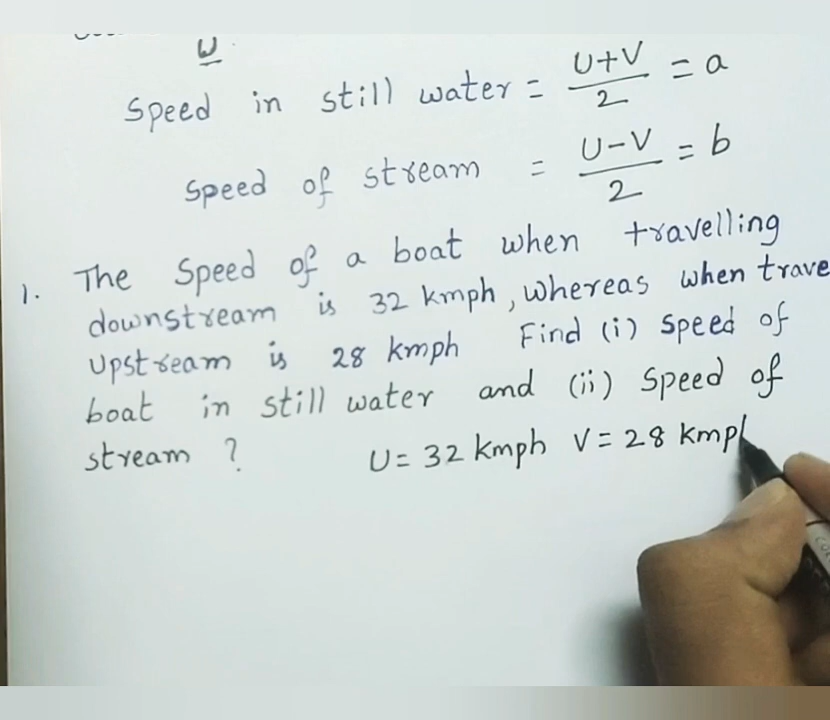 Speed in still water = U+V/2 = a
Speed of stream = U-V/2 = b
1. The Speed of a boat when travelling
downstream is 32 kmph, whereas when trave
Upstream is 28 kmph Find (i) Speed of
boat in still water and (ii) Speed of
stream ?
U= 32 kmph V= 28 kmph